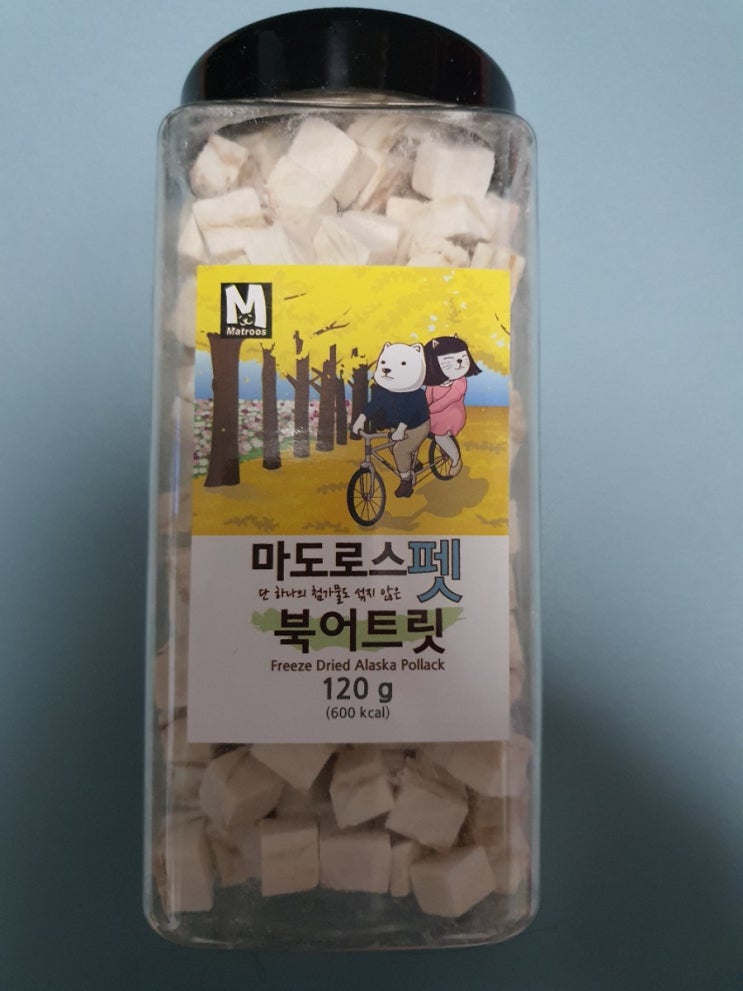 M
Matroos
마도로스펫
단 하나의 첨가물도 섞지 않은
북어트릿
Freeze Dried Alaska Pollack
120 g
(600 kcal)